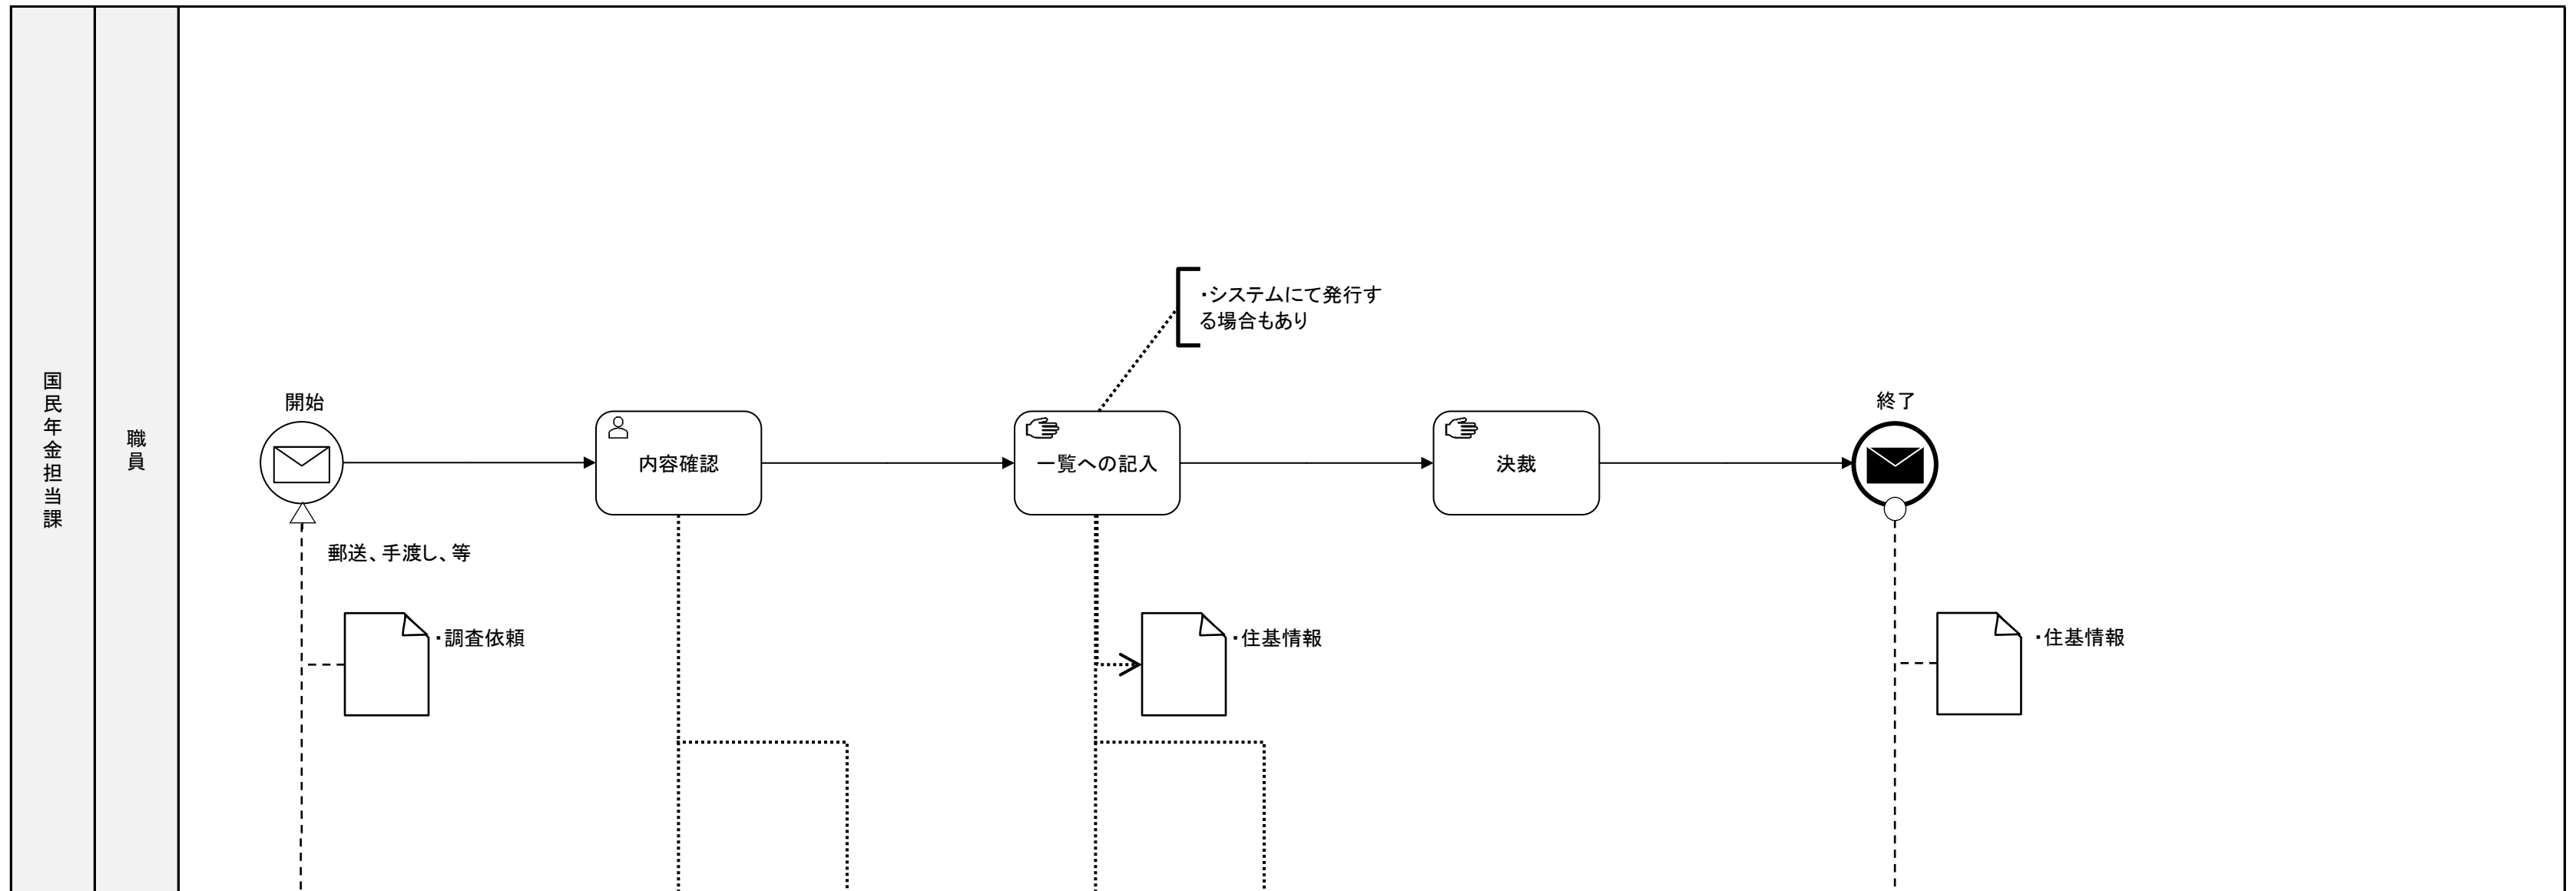 国民年金担当課
職員
・システムにて発行す
る場合もあり
開始
終了
内容確認
一覧への記入
決裁
郵送、手渡し、等
・調査依頼
・住基情報
・住基情報